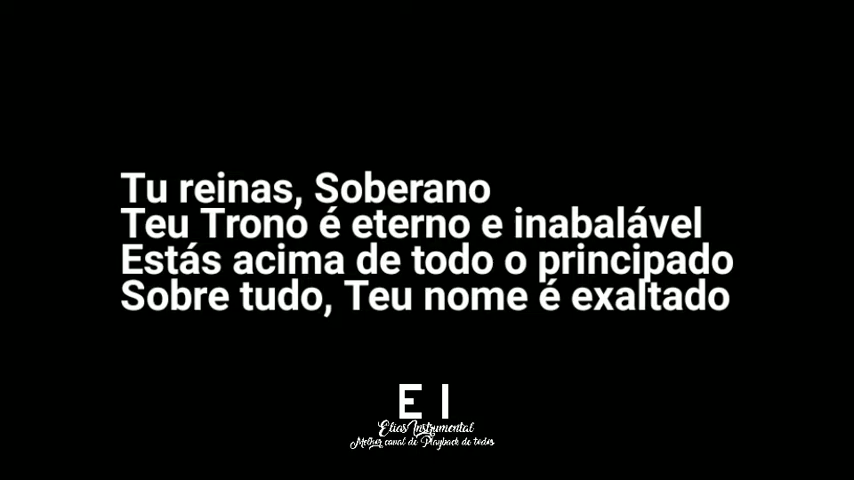 Tu reinas, Soberano
Teu Trono é eterno e inabalável
Estás acima de todo o principado
Sobre tudo, Teu nome é exaltado
E I
Elias Instrumental
Melhor canal de Playback de todos